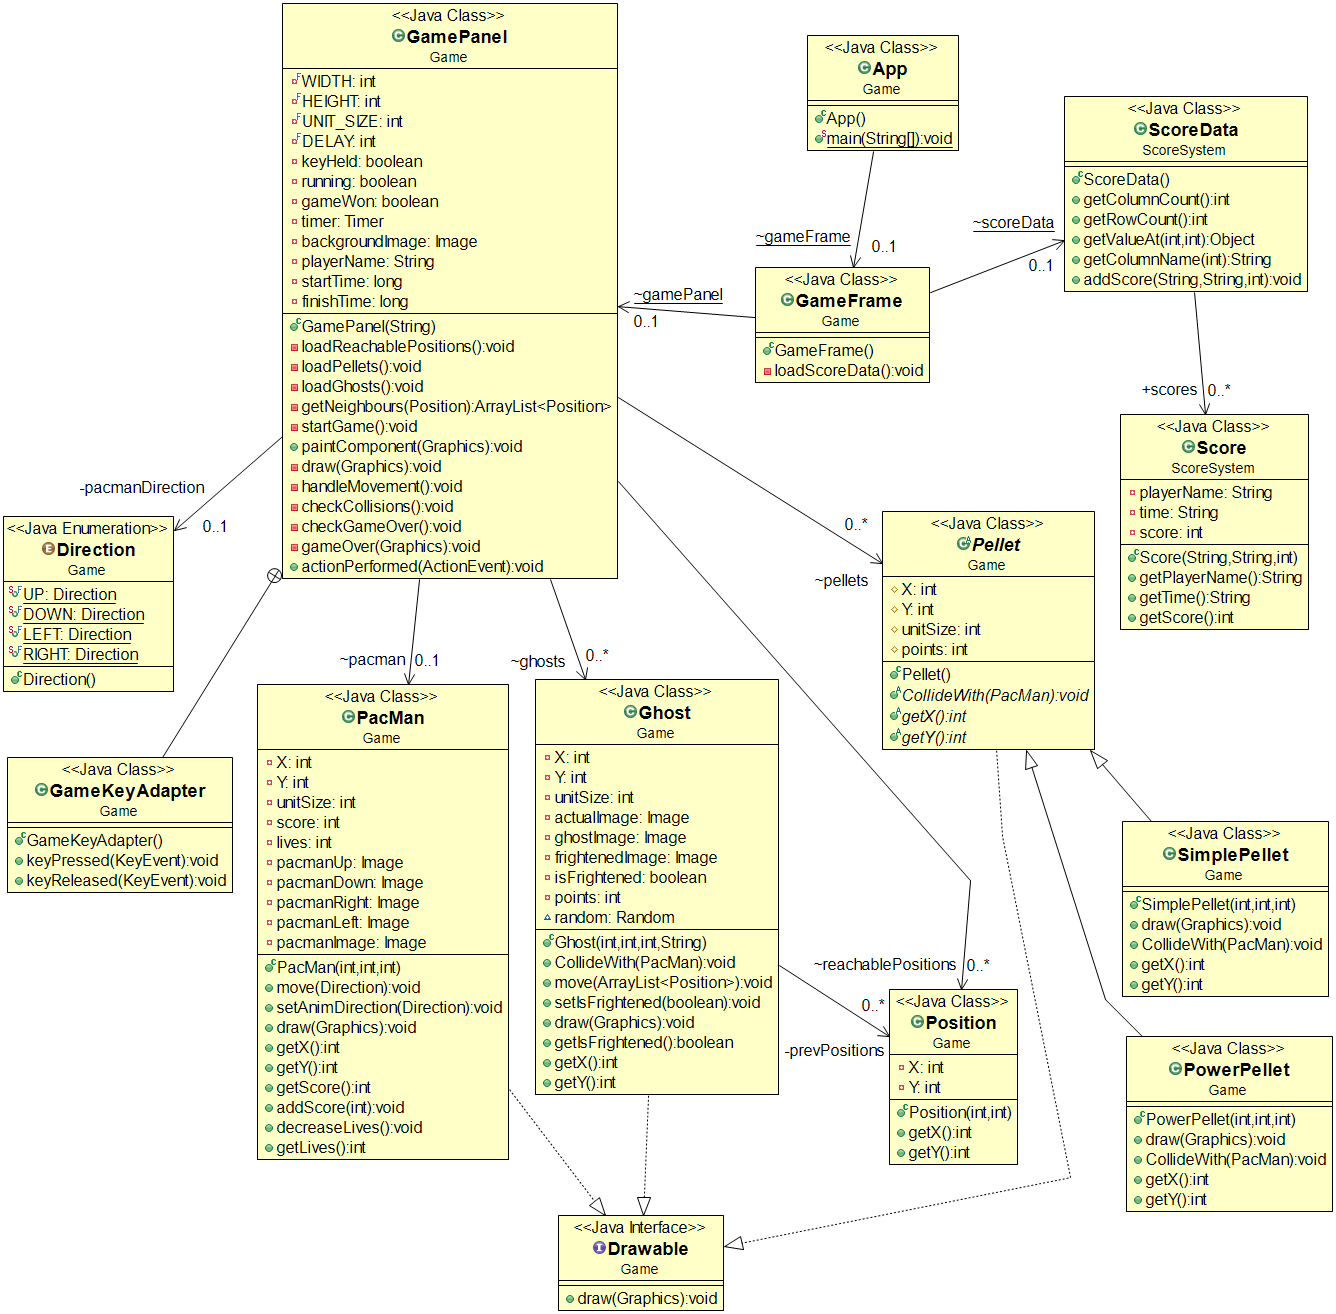 <<Java Class>>
GamePanel
Game
WIDTH: int
HEIGHT: int
UNIT_SIZE: int
DELAY: int
keyHeld: boolean
running: boolean
gameWon: boolean
timer: Timer
backgroundImage: Image
playerName: String
startTime: long
finishTime: long
GamePanel(String)
loadReachablePositions():void
loadPellets():void
loadGhosts():void
getNeighbours(Position):ArrayList<Position>
startGame():void
paintComponent(Graphics):void
draw(Graphics):void
handleMovement():void
checkCollisions():void
checkGameOver():void
gameOver(Graphics):void
actionPerformed(ActionEvent):void
<<Java Class>>
App
Game
App()
main(String[]):void
~gameFrame
0..1
<<Java Class>>
GameFrame
Game
GameFrame()
loadScoreData():void
~gamePanel
0..1
~scoreData
0..1
<<Java Class>>
ScoreData
ScoreSystem
ScoreData()
getColumnCount():int
getRowCount():int
getValueAt(int,int):Object
getColumnName(int):String
addScore(String,String,int):void
+scores
0..*
<<Java Class>>
Score
ScoreSystem
playerName: String
time: String
score: int
Score(String,String,int)
getPlayerName():String
getTime():String
getScore():int
-pacmanDirection
0..1
<<Java Enumeration>>
Direction
Game
UP: Direction
DOWN: Direction
LEFT: Direction
RIGHT: Direction
Direction()
<<Java Class>>
GameKeyAdapter
Game
GameKeyAdapter()
keyPressed(KeyEvent):void
keyReleased(KeyEvent):void
~pacman
0..1
<<Java Class>>
PacMan
Game
X: int
Y: int
unitSize: int
score: int
lives: int
pacmanUp: Image
pacmanDown: Image
pacmanRight: Image
pacmanLeft: Image
pacmanImage: Image
PacMan(int,int,int)
move(Direction):void
setAnimDirection(Direction):void
draw(Graphics):void
getX():int
getY():int
getScore():int
addScore(int):void
decreaseLives():void
getLives():int
~ghosts
0..*
<<Java Class>>
Ghost
Game
X: int
Y: int
unitSize: int
actualImage: Image
ghostImage: Image
frightenedImage: Image
isFrightened: boolean
points: int
random: Random
Ghost(int,int,int,String)
CollideWith(PacMan):void
move(ArrayList<Position>):void
setIsFrightened(boolean):void
draw(Graphics):void
getIsFrightened():boolean
getX():int
getY():int
0..*
~pellets
<<Java Class>>
Pellet
Game
X: int
Y: int
unitSize: int
points: int
Pellet()
CollideWith(PacMan):void
getX():int
getY():int
~reachablePositions
0..*
0..*
-prevPositions
<<Java Class>>
Position
Game
X: int
Y: int
Position(int,int)
getX():int
getY():int
<<Java Class>>
SimplePellet
Game
SimplePellet(int,int,int)
draw(Graphics):void
CollideWith(PacMan):void
getX():int
getY():int
<<Java Class>>
PowerPellet
Game
PowerPellet(int,int,int)
draw(Graphics):void
CollideWith(PacMan):void
getX():int
getY():int
<<Java Interface>>
Drawable
Game
draw(Graphics):void